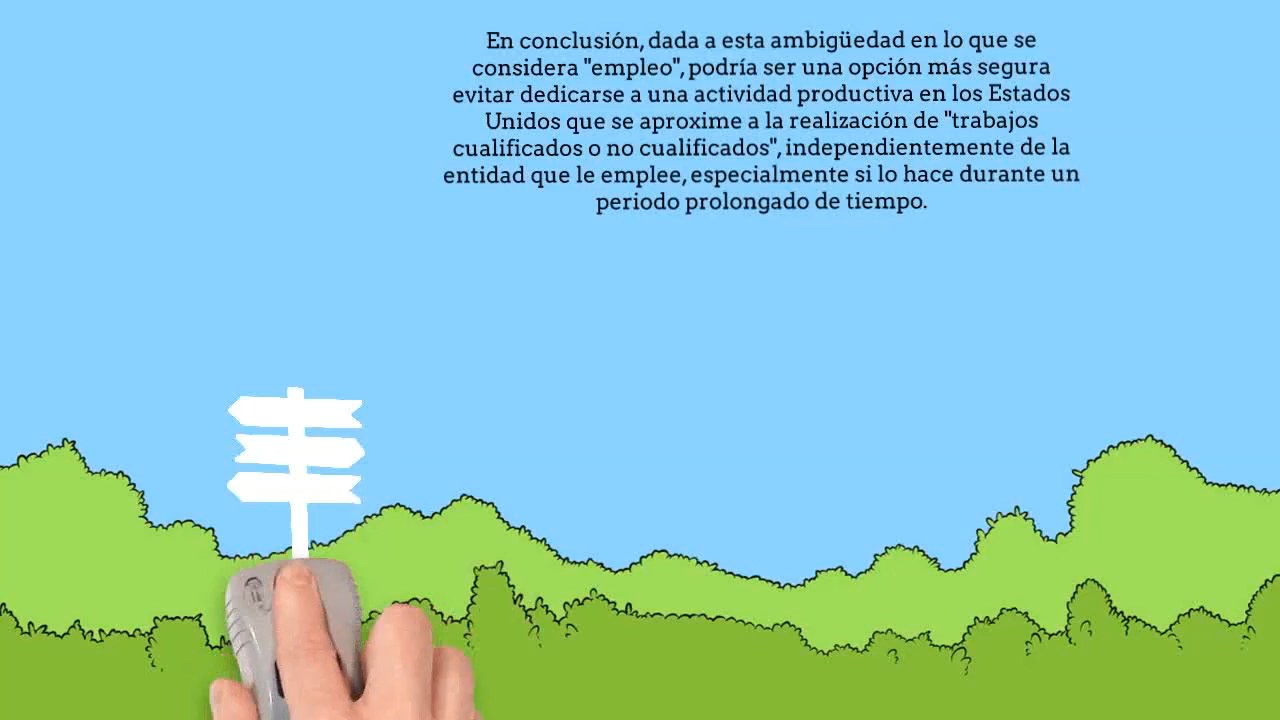 En conclusión, dada a esta ambigüedad en lo que se
considera "empleo", podría ser una opción más segura
evitar dedicarse a una actividad productiva en los Estados
Unidos que se aproxime a la realización de "trabajos
cualificados o no cualificados", independientemente de la
entidad que le emplee, especialmente si lo hace durante un
periodo prolongado de tiempo.